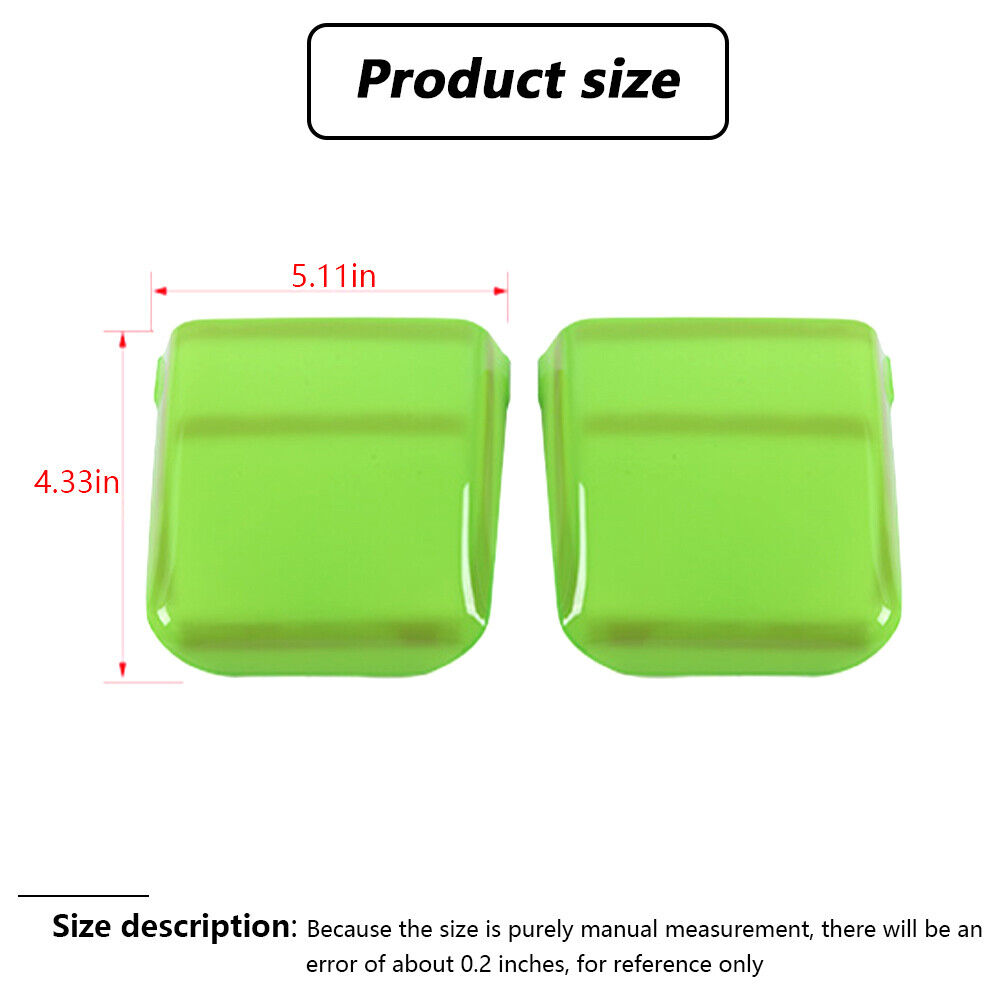 Product size
5.11in
4.33in
Size description: Because the size is purely manual measurement, there will be an
error of about 0.2 inches, for reference only